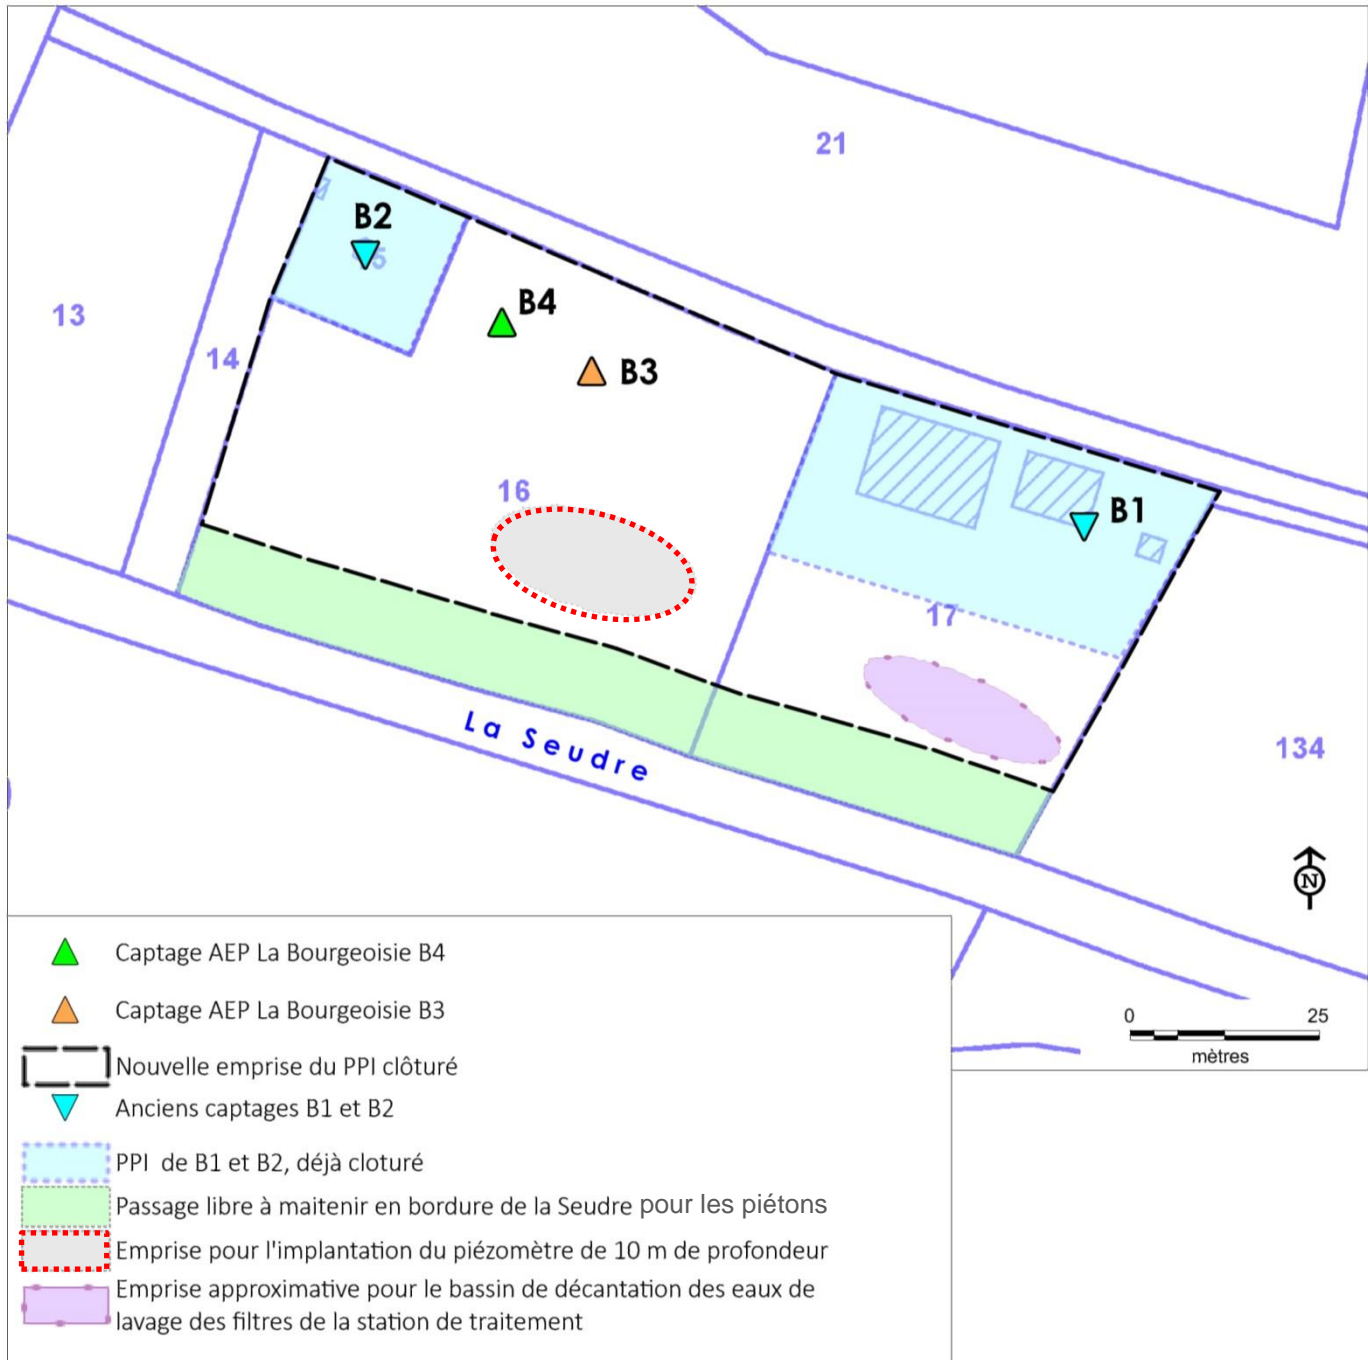 21
B2
B4
13
14
B3
16
B1
17
La Seudre
134
N
0 25
mètres
Captage AEP La Bourgeoisie B4
Captage AEP La Bourgeoisie B3
Nouvelle emprise du PPI clôturé
Anciens captages B1 et B2
PPI de B1 et B2, déjà cloturé
Passage libre à maitenir en bordure de la Seudre pour les piétons
Emprise pour l'implantation du piézomètre de 10 m de profondeur
Emprise approximative pour le bassin de décantation des eaux de
lavage des filtres de la station de traitement